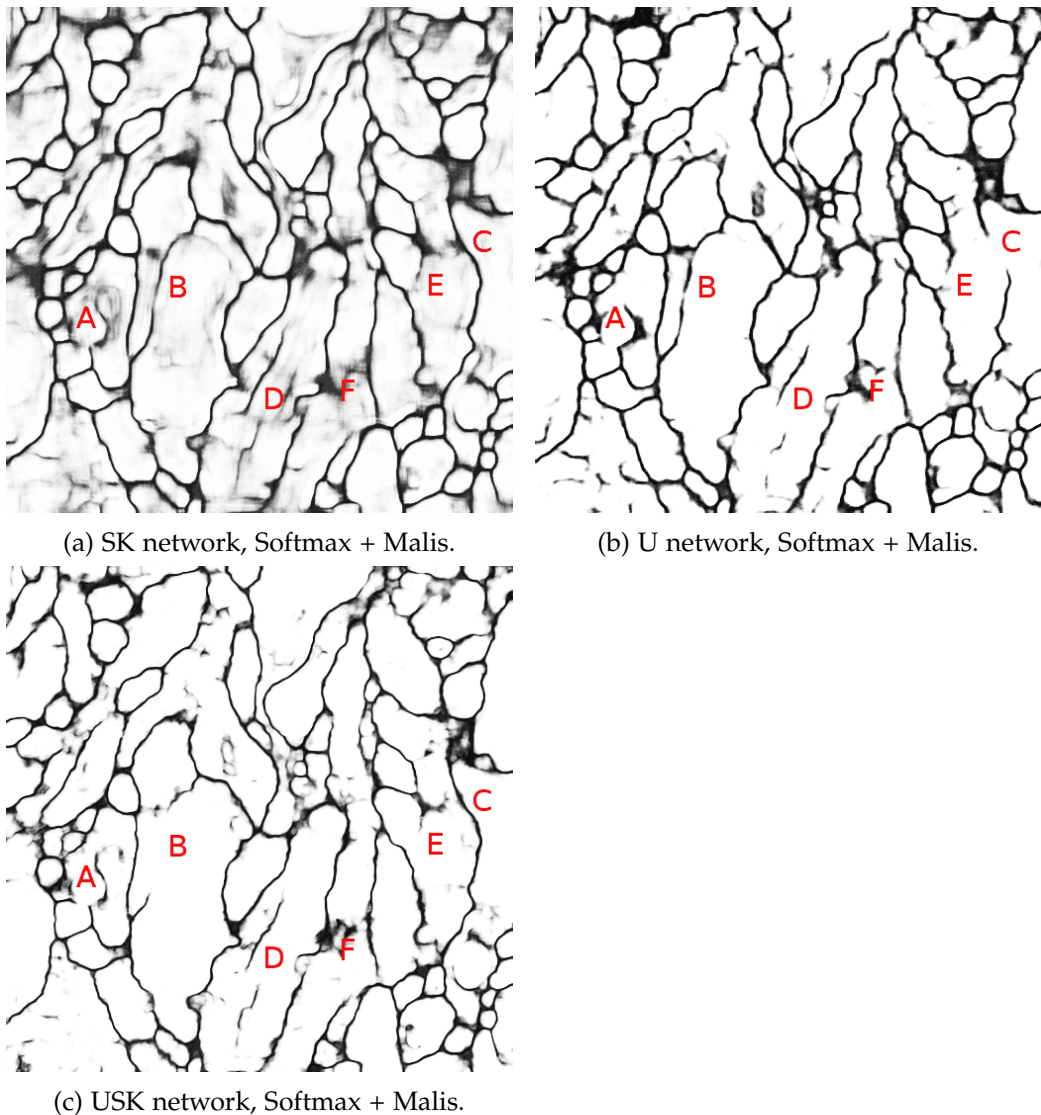 C
B
E
A
D
F
C
B
E
A
D
F
(a) SK network, Softmax + Malis.
(b) U network, Softmax + Malis.
C
B
E
A
D
F
(c) USK network, Softmax + Malis.